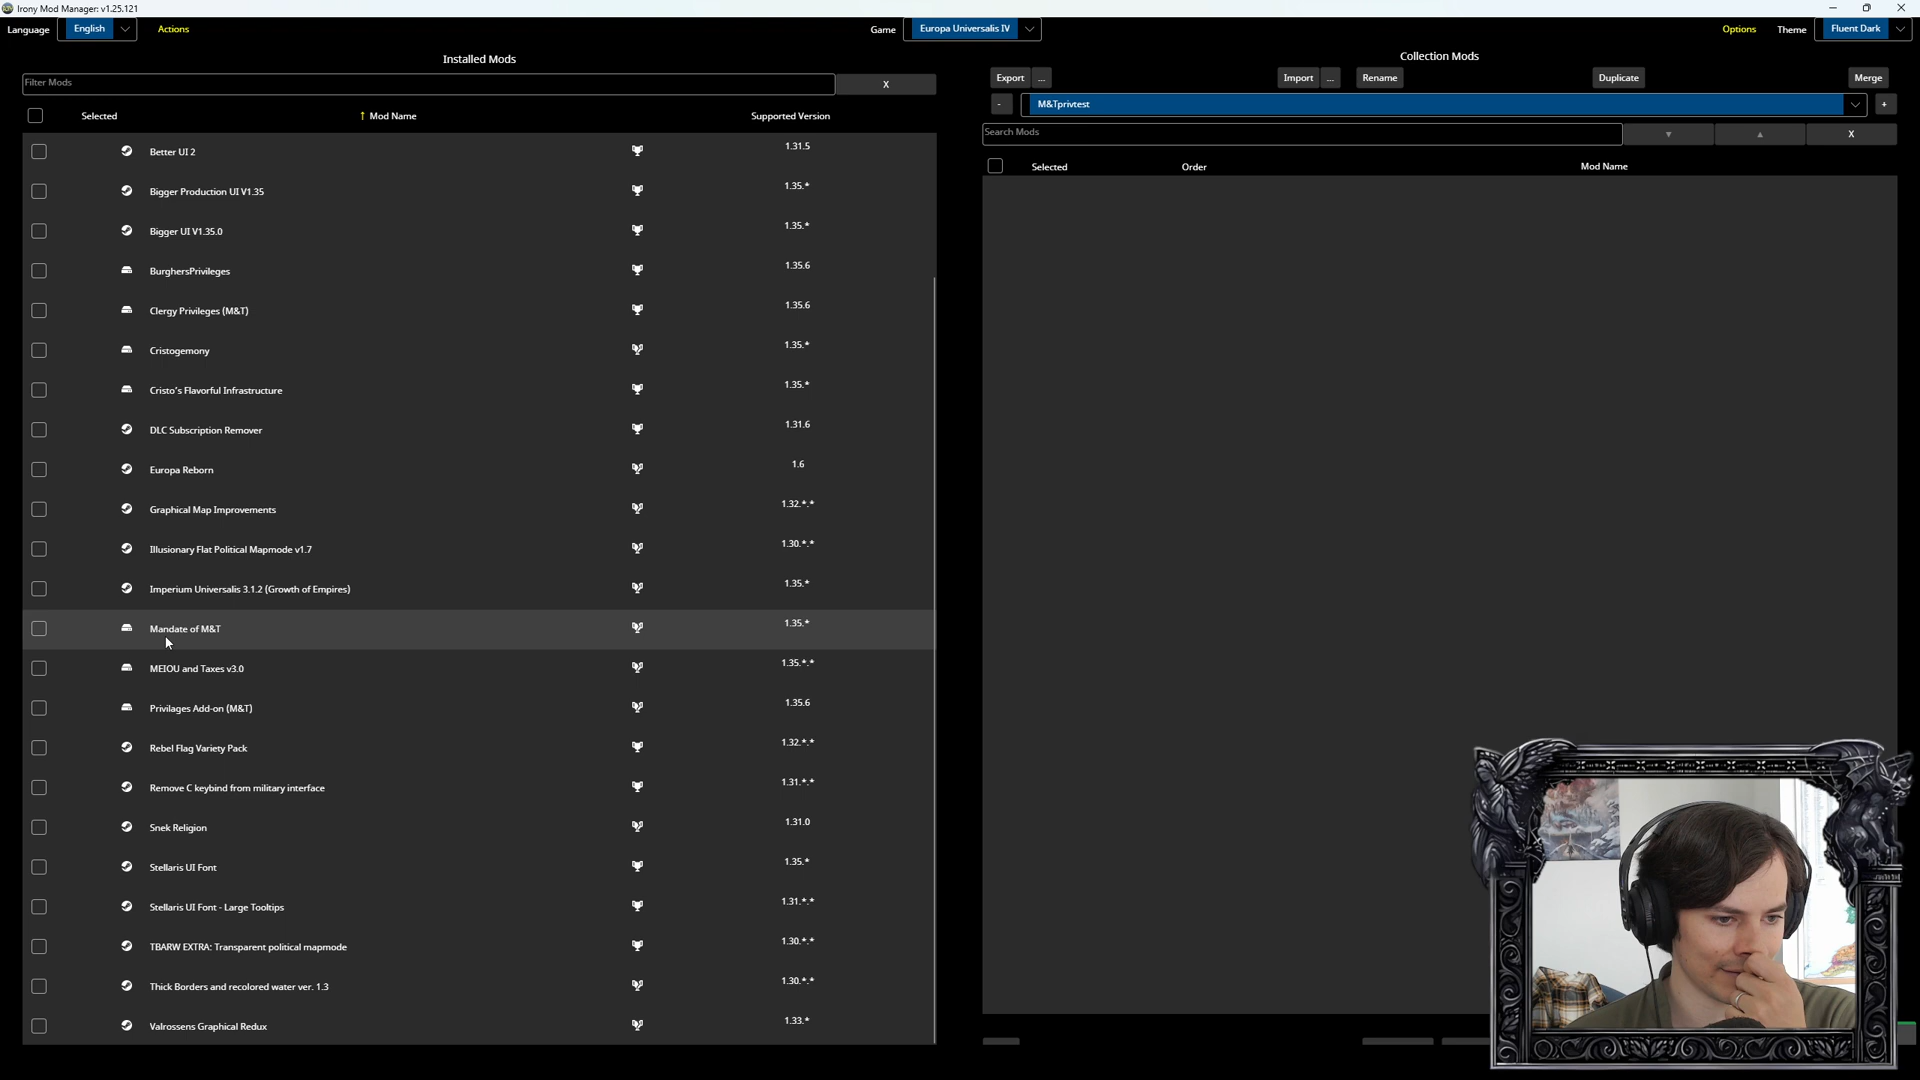 Irony Mod Manager: v1.25.121
Language English Actions Game Europa Universalis IV Options Theme Fluent Dark
Installed Mods
Filter Mods X
Selected ↑ Mod Name Supported Version
Better UI 2 1.31.5
Bigger Production UI V1.35 1.35.*
Bigger UI V1.35.0 1.35.*
BurghersPrivileges 1.35.6
Clergy Privileges (M&T) 1.35.6
Cristogemony 1.35.*
Cristo's Flavorful Infrastructure 1.35.*
DLC Subscription Remover 1.31.6
Europa Reborn 1.6
Graphical Map Improvements 1.32.*.*
Illusionary Flat Political Mapmode v1.7 1.30.*.*
Imperium Universalis 3.1.2 (Growth of Empires) 1.35.*
Mandate of M&T 1.35.*
MEIOU and Taxes v3.0 1.35.*.*
Privilages Add-on (M&T) 1.35.6
Rebel Flag Variety Pack 1.32.*.*
Remove C keybind from military interface 1.31.*.*
Snek Religion 1.31.0
Stellaris UI Font 1.35.*
Stellaris UI Font - Large Tooltips 1.31.*.*
TBARW EXTRA: Transparent political mapmode 1.30.*.*
Thick Borders and recolored water ver. 1.3 1.30.*.*
Valrossens Graphical Redux 1.33.*
Collection Mods
Export ... Import ... Rename Duplicate Merge
- M&Tprivtest +
Search Mods ▼ ▲ X
Selected Order Mod Name